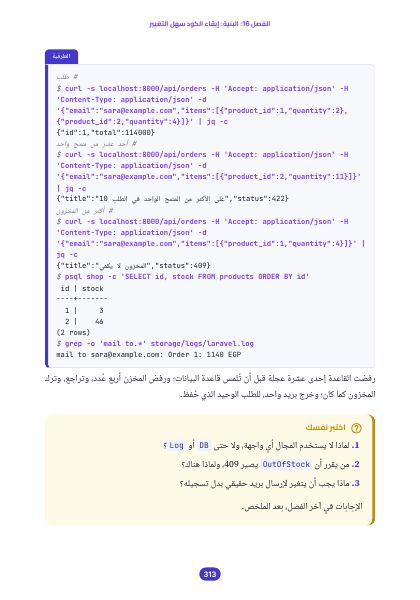 الفصل 16: البنية: إبقاء الكود سهل التغيير
الطرفية
# طلب
$ curl -s localhost:8000/api/orders -H 'Accept: application/json' -H
'Content-Type: application/json' -d
'{"email":"sara@example.com","items":[{"product_id":1,"quantity":2},
{"product_id":2,"quantity":4}]}' | jq -c
{"id":1,"total":114000}
# أحد عشر من منتج واحد
$ curl -s localhost:8000/api/orders -H 'Accept: application/json' -H
'Content-Type: application/json' -d
'{"email":"sara@example.com","items":[{"product_id":2,"quantity":11}]}'
| jq -c
{"title":"على الأكثر من المنتج الواحد في الطلب 10","status":422}
# أكثر من المخزون
$ curl -s localhost:8000/api/orders -H 'Accept: application/json' -H
'Content-Type: application/json' -d
'{"email":"sara@example.com","items":[{"product_id":1,"quantity":4}]}' |
jq -c
{"title":"المخزون لا يكفي","status":409}
$ psql shop -c 'SELECT id, stock FROM products ORDER BY id'
id | stock
----+-------
1 | 3
2 | 46
(2 rows)
$ grep -o 'mail to.*' storage/logs/laravel.log
mail to sara@example.com: Order 1: 1140 EGP
رفضت القاعدة إحدى عشرة عجلة قبل أن تُلمس قاعدة البيانات؛ ورفض المخزن أربع عُدد، وتراجع، وترك
المخزون كما كان؛ وخرج بريد واحد، للطلب الوحيد الذي حُفظ.
اختبر نفسك
1. لماذا لا يستخدم المجال أي واجهة، ولا حتى DB أو Log ؟
2. من يقرر أن OutOfStock يصير 409، ولماذا هناك؟
3. ماذا يجب أن يتغير لإرسال بريد حقيقي بدل تسجيله؟
الإجابات في آخر الفصل، بعد الملخص.
313